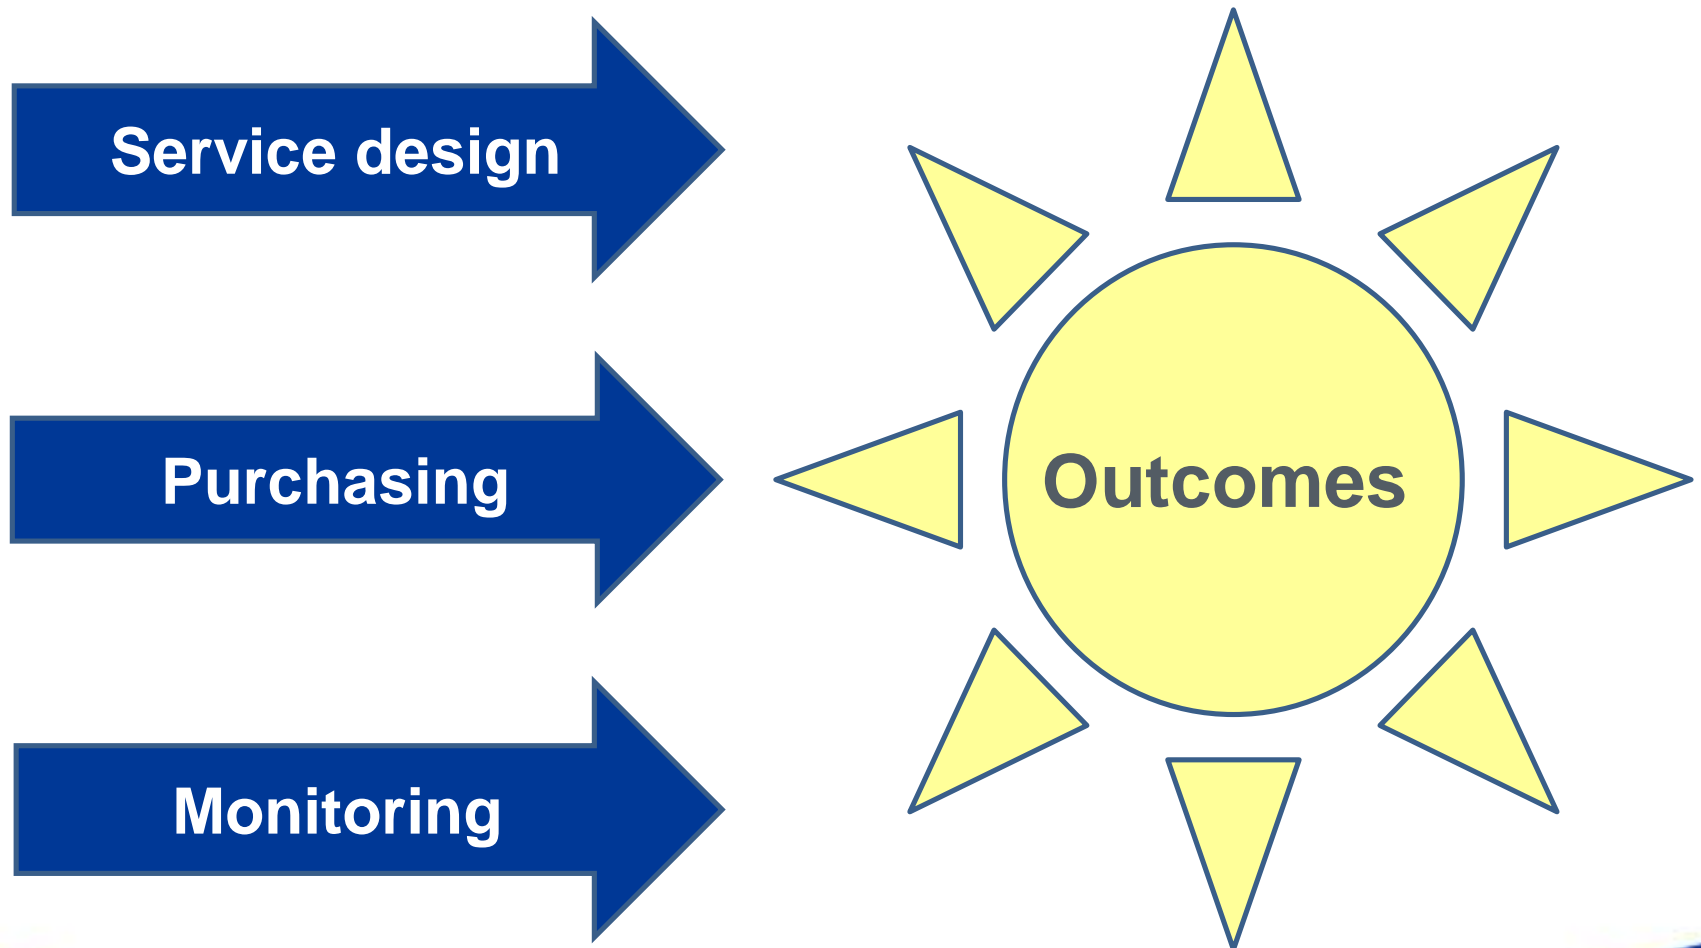 Service design
Purchasing
Outcomes
Monitoring